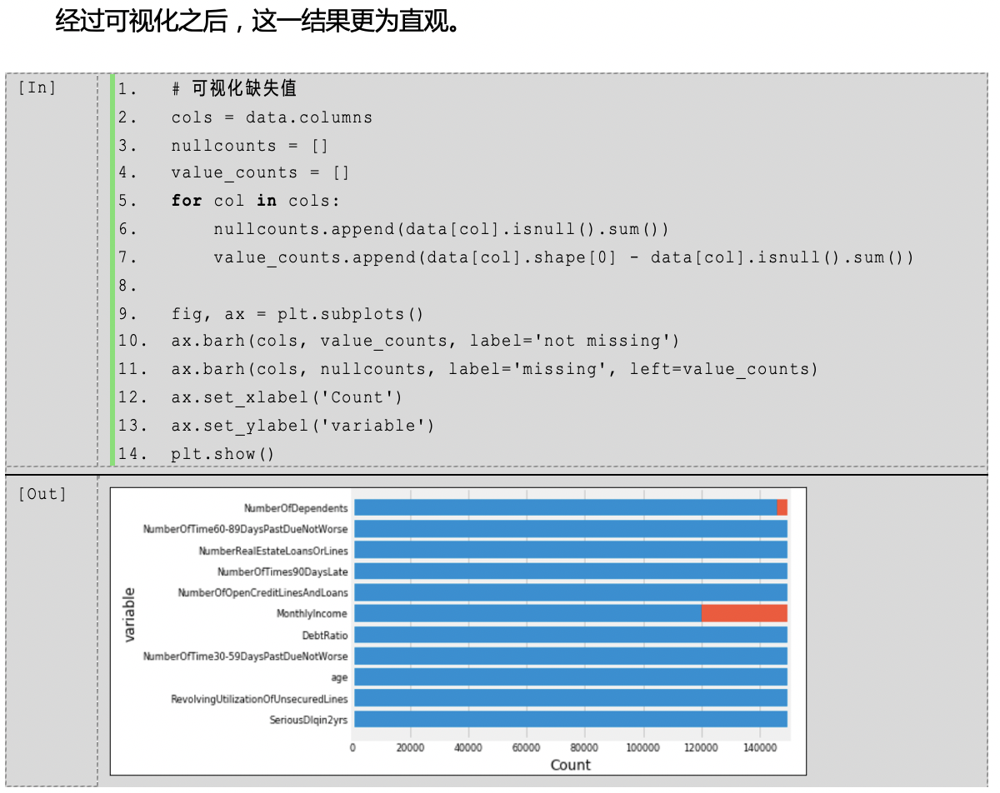 经过可视化之后，这一结果更为直观。
[In]
1. # 可视化缺失值
2. cols = data.columns
3. nullcounts = []
4. value_counts = []
5. for col in cols:
6.     nullcounts.append(data[col].isnull().sum())
7.     value_counts.append(data[col].shape[0] - data[col].isnull().sum())
8.
9. fig, ax = plt.subplots()
10. ax.barh(cols, value_counts, label='not missing')
11. ax.barh(cols, nullcounts, label='missing', left=value_counts)
12. ax.set_xlabel('Count')
13. ax.set_ylabel('variable')
14. plt.show()
[Out]
variable
NumberOfDependents
NumberOfTime60-89DaysPastDueNotWorse
NumberRealEstateLoansOrLines
NumberOfTimes90DaysLate
NumberOfOpenCreditLinesAndLoans
MonthlyIncome
DebtRatio
NumberOfTime30-59DaysPastDueNotWorse
age
RevolvingUtilizationOfUnsecuredLines
SeriousDlqin2yrs
0 20000 40000 60000 80000 100000 120000 140000
Count